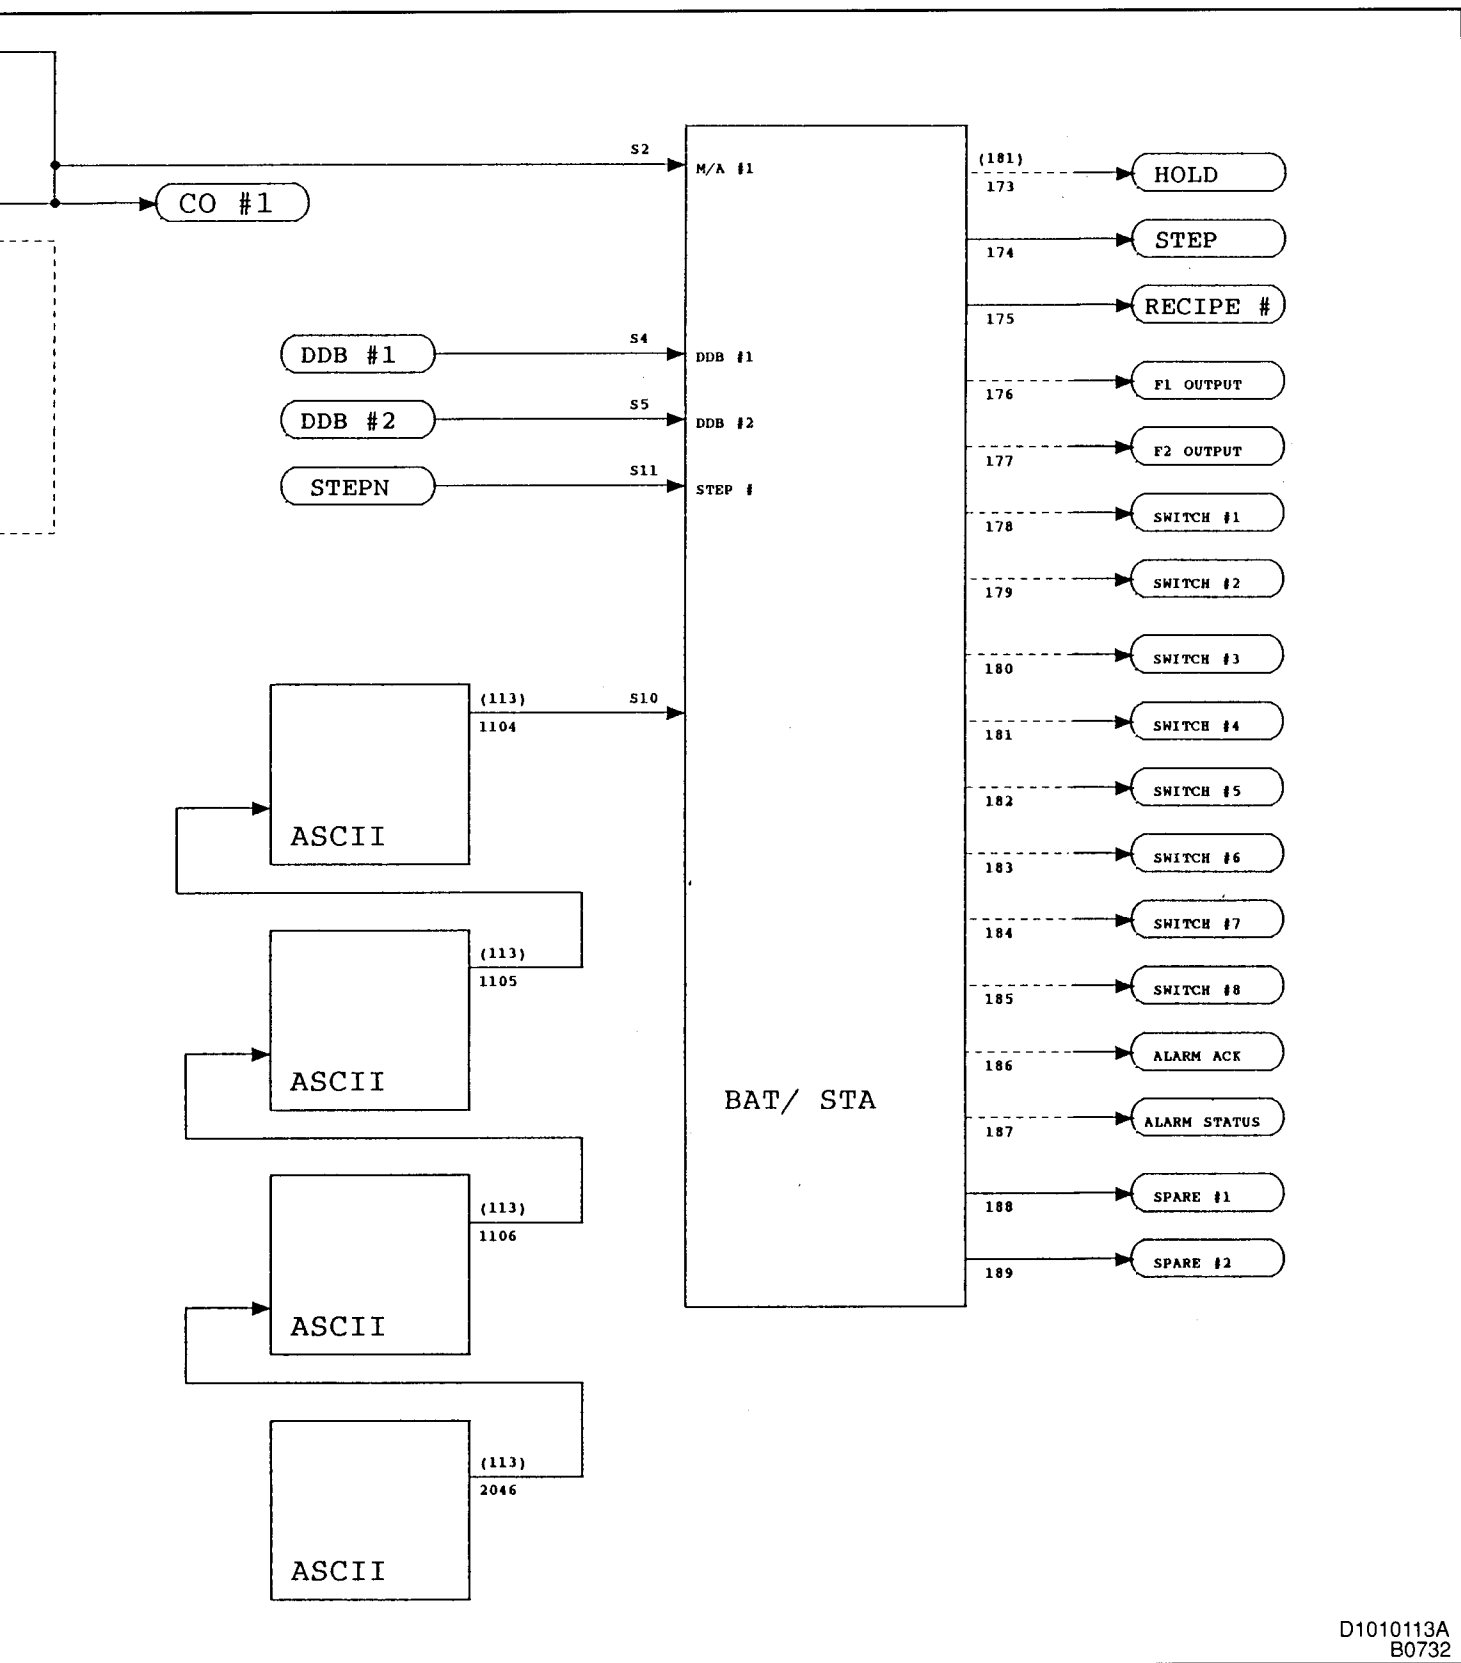 S2
M/A #1
CO #1
(181)
173
HOLD
174
STEP
175
RECIPE #
DDB #1
S4
DDB #1
176
F1 OUTPUT
DDB #2
S5
DDB #2
177
F2 OUTPUT
STEPN
S11
STEP #
178
SWITCH #1
179
SWITCH #2
180
SWITCH #3
(113)
1104
S10
181
SWITCH #4
182
SWITCH #5
ASCII
183
SWITCH #6
184
SWITCH #7
(113)
1105
185
SWITCH #8
186
ALARM ACK
ASCII
BAT/ STA
187
ALARM STATUS
188
SPARE #1
(113)
1106
189
SPARE #2
ASCII
(113)
2046
ASCII
D1010113A
B0732